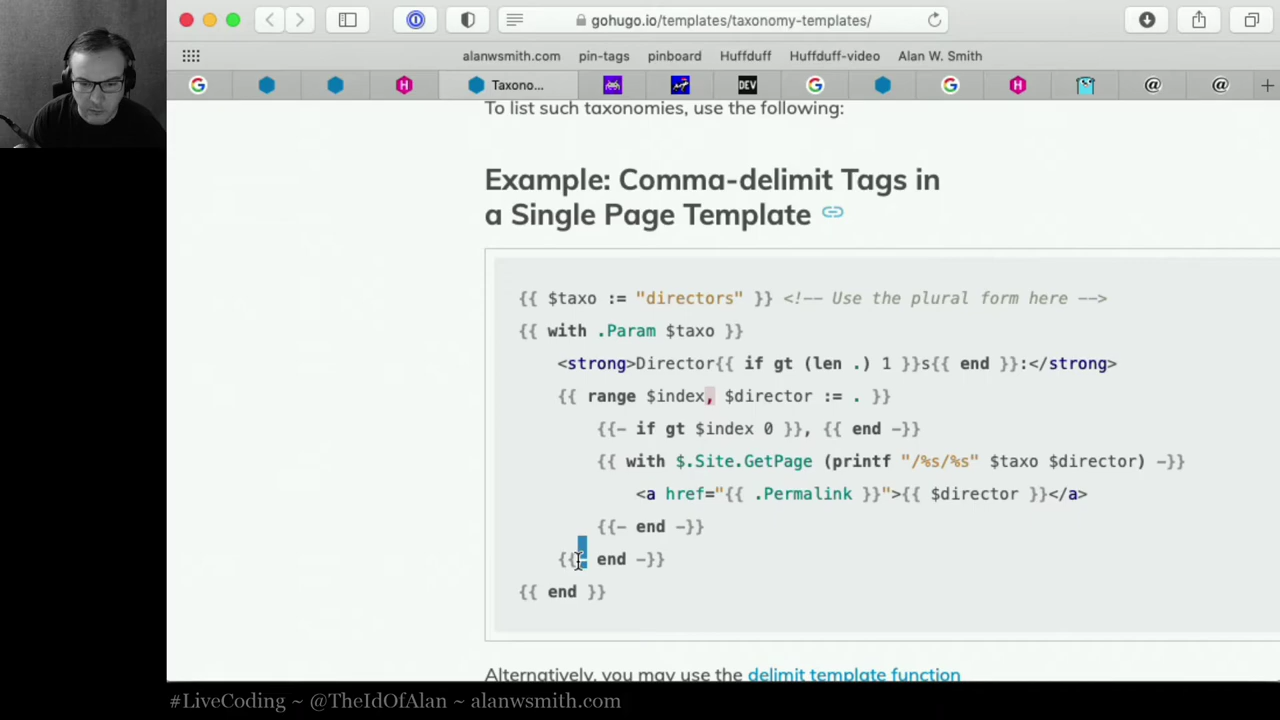 gohugo.io/templates/taxonomy-templates/
alanwsmith.com pin-tags pinboard Huffduff Huffduff-video Alan W. Smith
Taxono...
DEV
To list such taxonomies, use the following:
Example: Comma-delimit Tags in
a Single Page Template
{{ $taxo := "directors" }} <!-- Use the plural form here -->
{{ with .Param $taxo }}
<strong>Director{{ if gt (len .) 1 }}s{{ end }}:</strong>
{{ range $index, $director := . }}
{{- if gt $index 0 }}, {{ end -}}
{{ with $.Site.GetPage (printf "/%s/%s" $taxo $director) -}}
<a href="{{ .Permalink }}">{{ $director }}</a>
{{- end -}}
{{- end -}}
{{ end }}
Alternatively, you may use the delimit template function
#LiveCoding ~ @TheIdOfAlan ~ alanwsmith.com